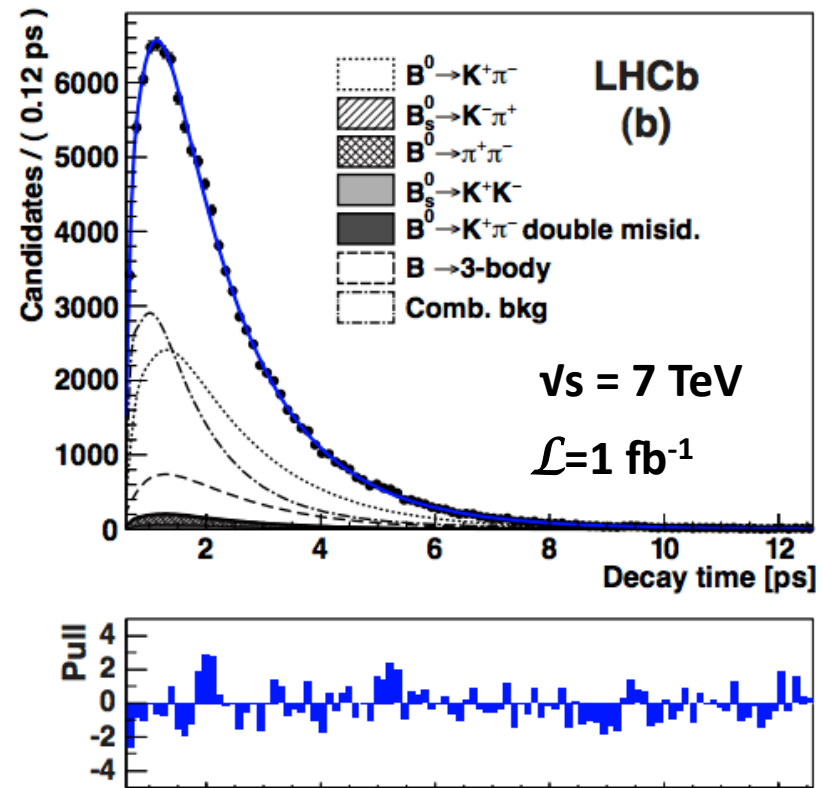 Candidates / ( 0.12 ps )
6000
5000
4000
3000
2000
1000
0
B⁰→K⁺π⁻
B⁰ₛ→K⁻π⁺
B⁰→π⁺π⁻
B⁰ₛ→K⁺K⁻
B⁰→K⁺π⁻ double misid.
B →3-body
Comb. bkg
LHCb
(b)
√s = 7 TeV
ℒ=1 fb⁻¹
2 4 6 8 10 12
Decay time [ps]
Pull
4
2
0
-2
-4